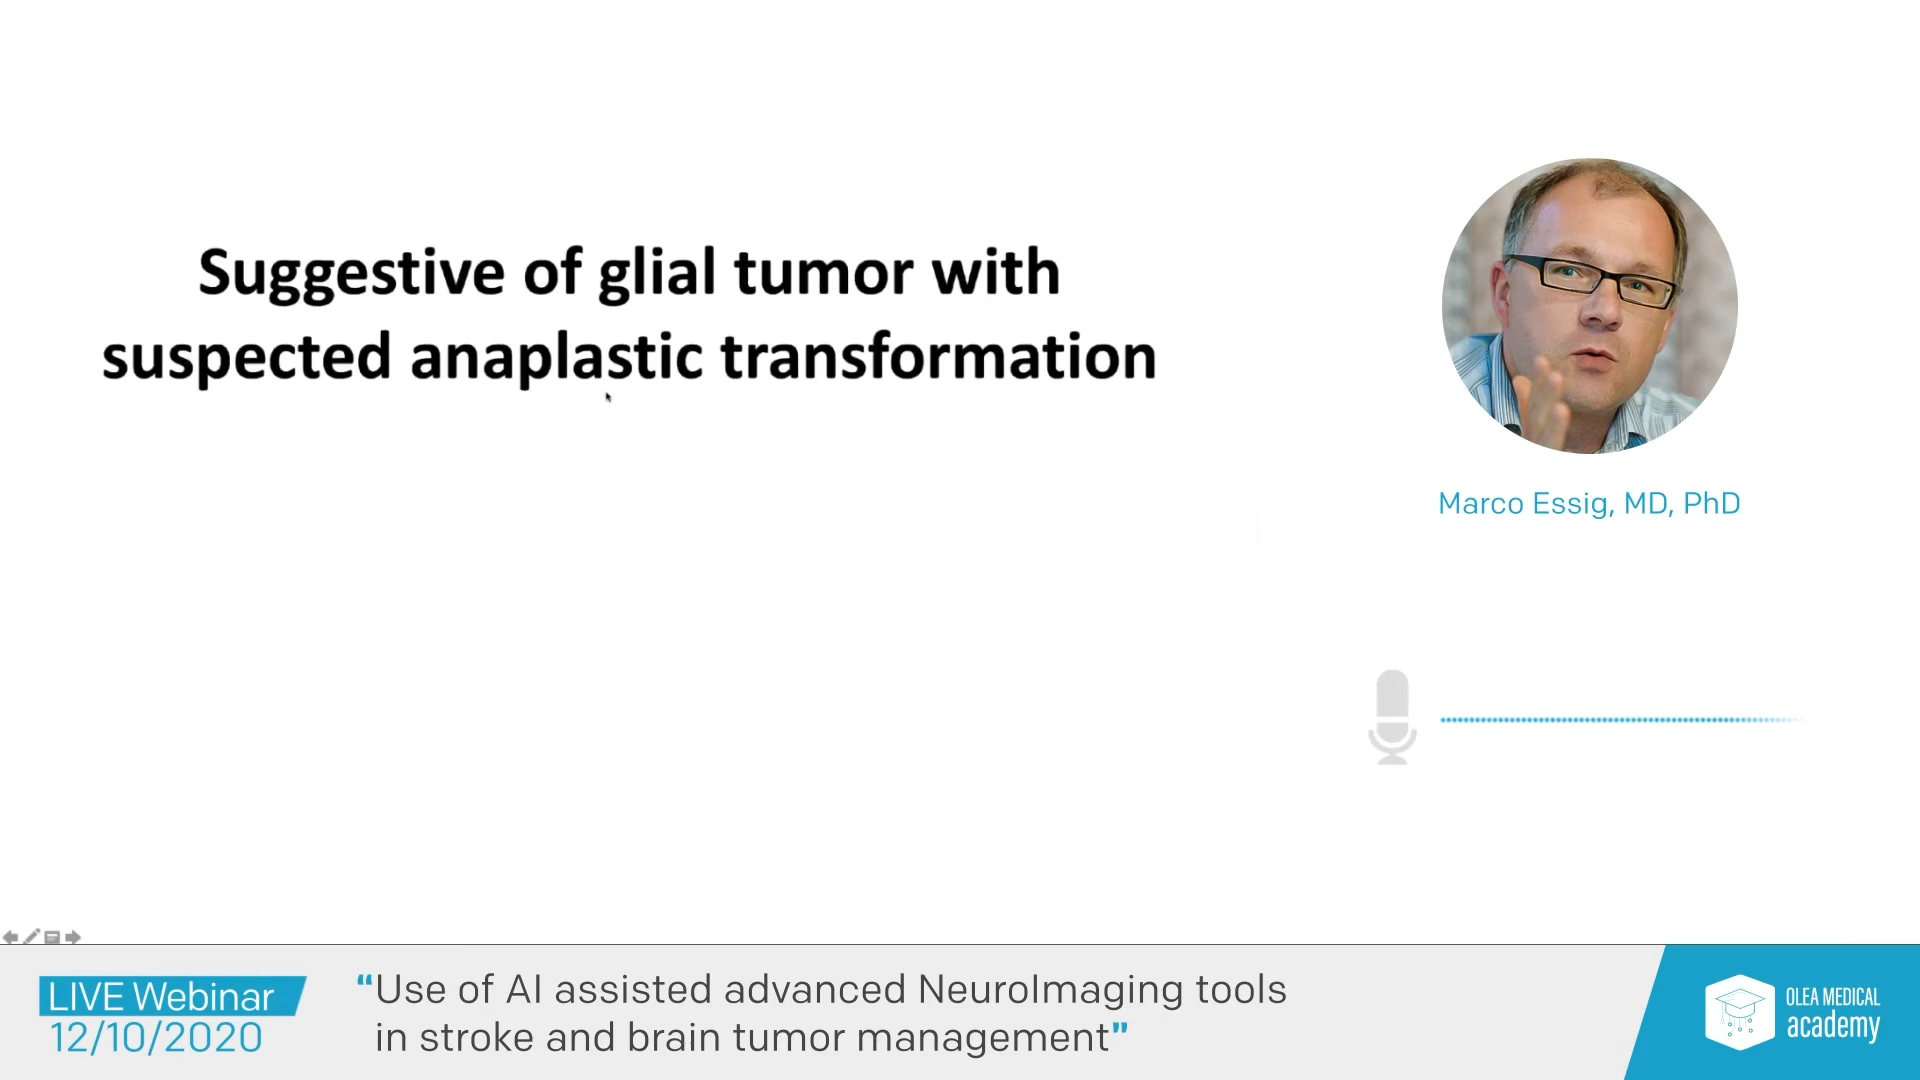 Suggestive of glial tumor with
suspected anaplastic transformation
Marco Essig, MD, PhD
LIVE Webinar
12/10/2020
“Use of AI assisted advanced NeuroImaging tools
in stroke and brain tumor management”
OLEA MEDICAL
academy